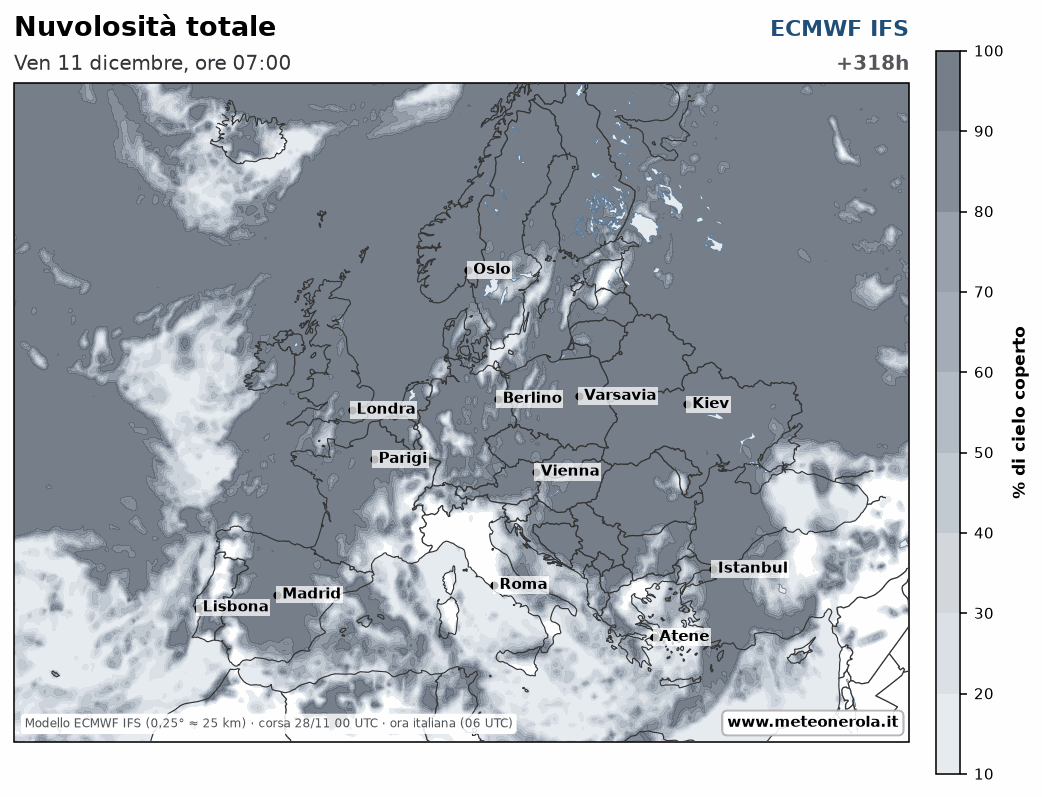 Nuvolosità totale
ECMWF IFS
Ven 11 dicembre, ore 07:00
+318h
100
90
80
70
60
50
40
30
20
10
% di cielo coperto
Oslo
Londra
Berlino
Varsavia
Kiev
Parigi
Vienna
Istanbul
Madrid
Roma
Lisbona
Atene
Modello ECMWF IFS (0,25° ≈ 25 km) · corsa 28/11 00 UTC · ora italiana (06 UTC)
www.meteonerola.it